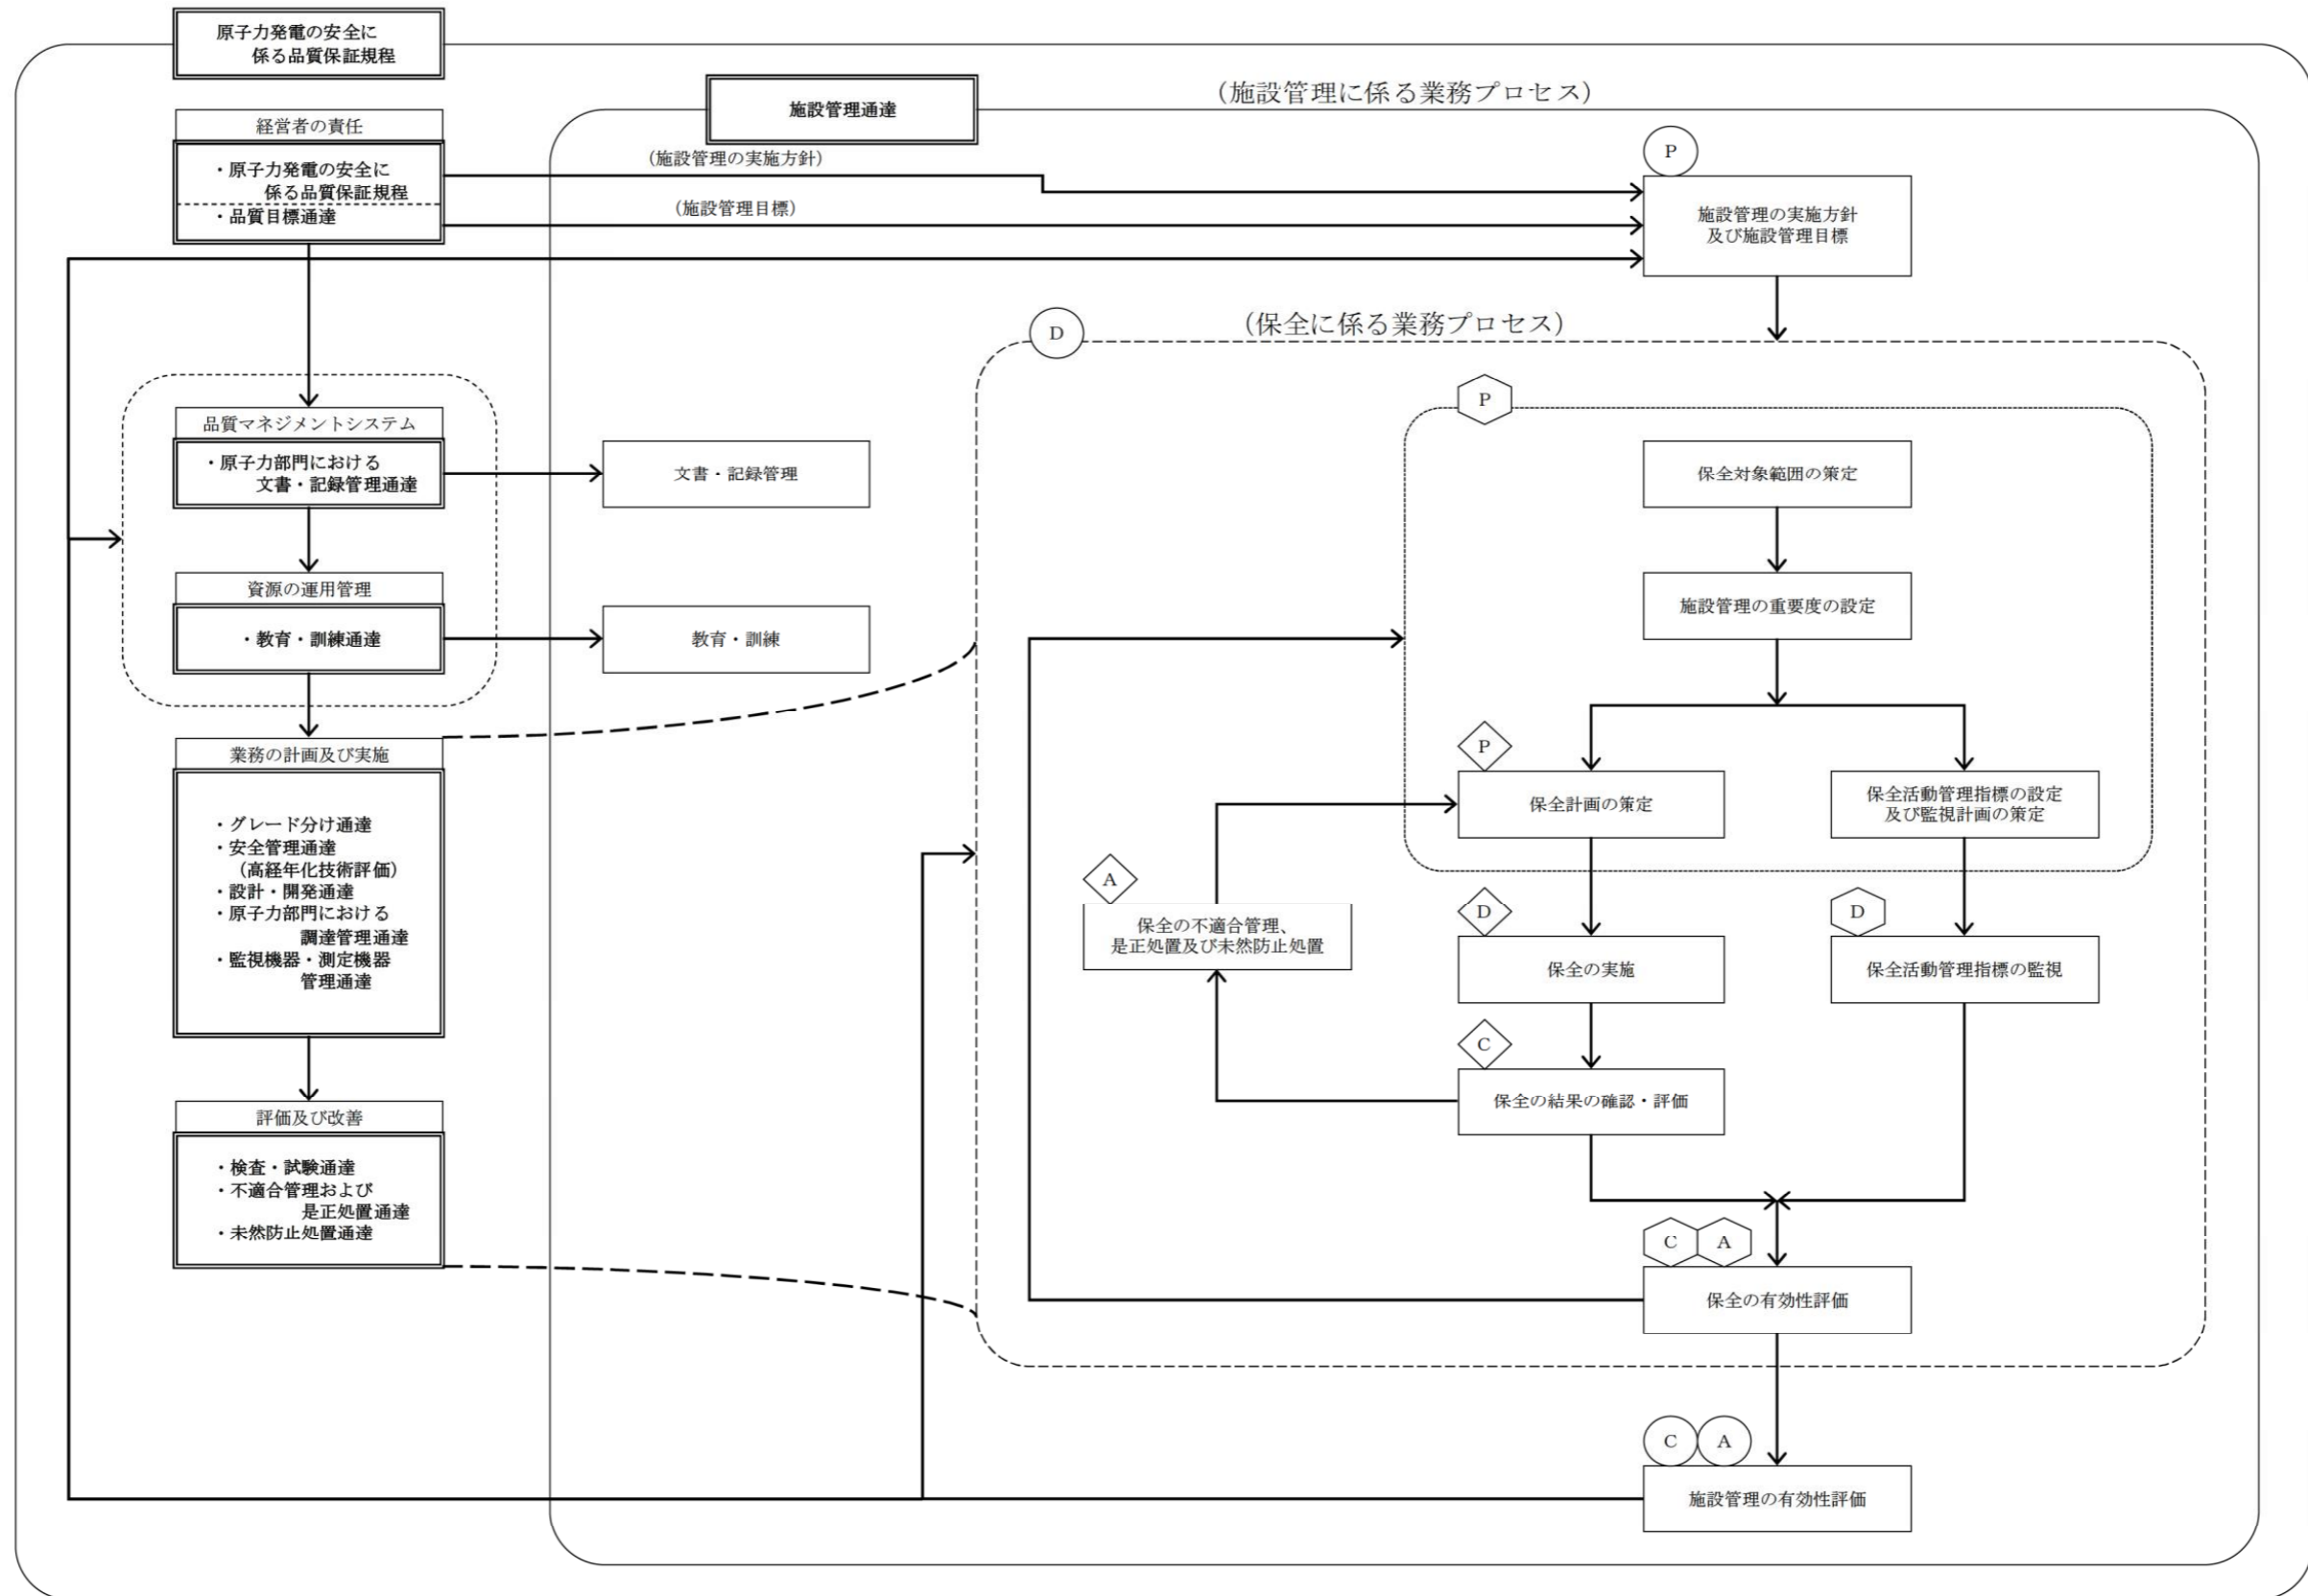 原子力発電の安全に
係る品質保証規程
施設管理通達
（施設管理に係る業務プロセス）
経営者の責任
・原子力発電の安全に
係る品質保証規程
・品質目標通達
（施設管理の実施方針）
（施設管理目標）
P
施設管理の実施方針
及び施設管理目標
D
（保全に係る業務プロセス）
品質マネジメントシステム
・原子力部門における
文書・記録管理通達
文書・記録管理
資源の運用管理
・教育・訓練通達
教育・訓練
業務の計画及び実施
・グレード分け通達
・安全管理通達
（高経年化技術評価）
・設計・開発通達
・原子力部門における
調達管理通達
・監視機器・測定機器
管理通達
評価及び改善
・検査・試験通達
・不適合管理および
是正処置通達
・未然防止処置通達
P
保全対象範囲の策定
施設管理の重要度の設定
P
保全計画の策定
保全活動管理指標の設定
及び監視計画の策定
A
保全の不適合管理、
是正処置及び未然防止処置
D
保全の実施
D
保全活動管理指標の監視
C
保全の結果の確認・評価
C
A
保全の有効性評価
C
A
施設管理の有効性評価